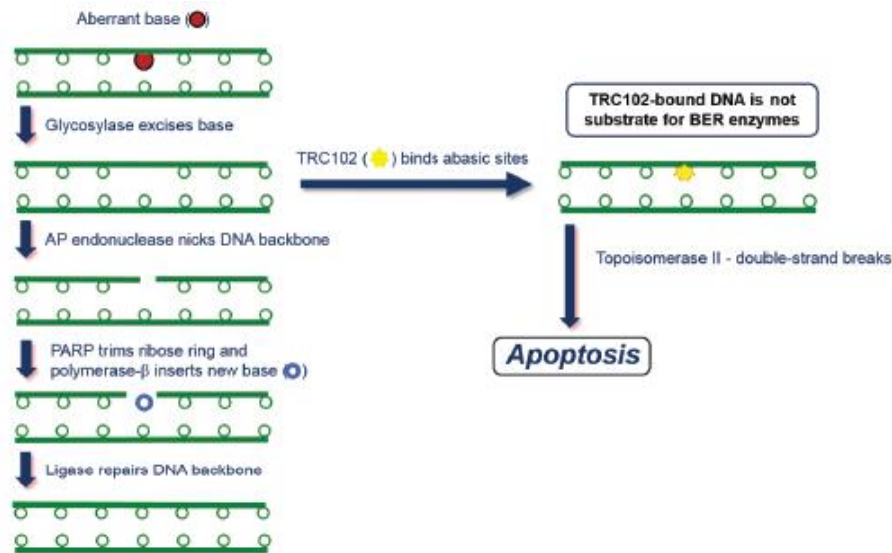 Aberrant base ( )
Glycosylase excises base
TRC102 ( ) binds abasic sites
TRC102-bound DNA is not
substrate for BER enzymes
AP endonuclease nicks DNA backbone
Topoisomerase II - double-strand breaks
Apoptosis
PARP trims ribose ring and
polymerase-β inserts new base ( )
Ligase repairs DNA backbone